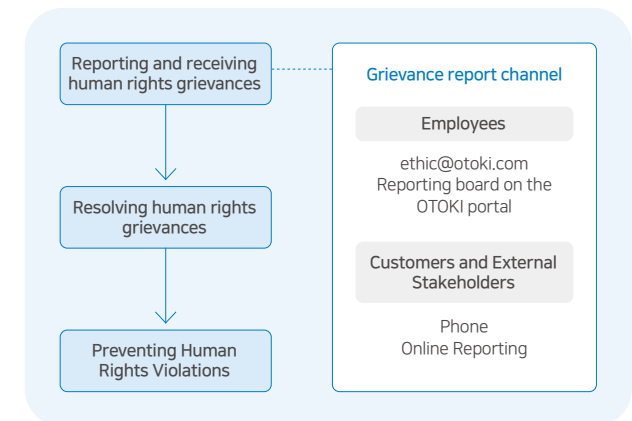 Reporting and receiving
human rights grievances
Resolving human rights
grievances
Preventing Human
Rights Violations
Grievance report channel
Employees
ethic@otoki.com
Reporting board on the
OTOKI portal
Customers and External
Stakeholders
Phone
Online Reporting